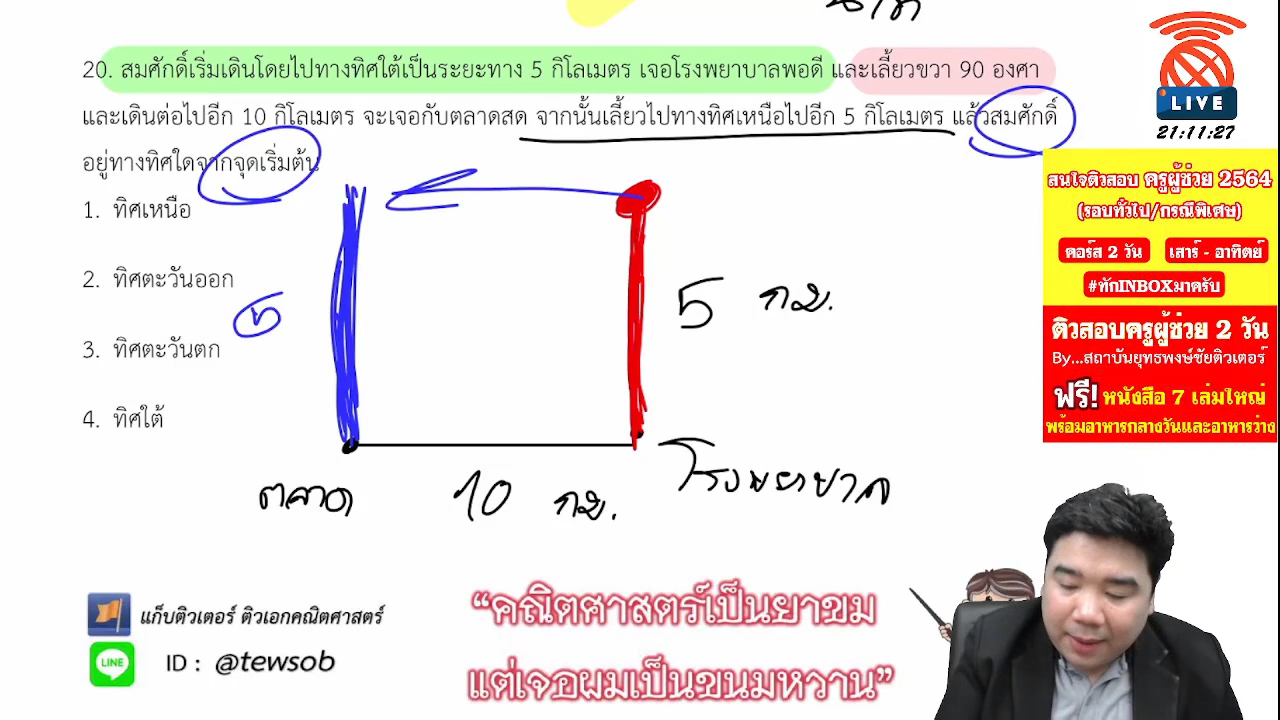 20. สมศักดิ์เริ่มเดินโดยไปทางทิศใต้เป็นระยะทาง 5 กิโลเมตร เจอโรงพยาบาลพอดี และเลี้ยวขวา 90 องศา
และเดินต่อไปอีก 10 กิโลเมตร จะเจอกับตลาดสด จากนั้นเลี้ยวไปทางทิศเหนือไปอีก 5 กิโลเมตร แล้วสมศักดิ์
อยู่ทางทิศใดจากจุดเริ่มต้น
1. ทิศเหนือ
2. ทิศตะวันออก
3. ทิศตะวันตก
4. ทิศใต้
5
5 กม.
ตลาด
10 กม.
โรงพยาบาล
LIVE
21:11:27
สนใจติวสอบ ครูผู้ช่วย 2564
(รอบทั่วไป/กรณีพิเศษ)
คอร์ส 2 วัน เสาร์ - อาทิตย์
#ทักINBOXมาครับ
ติวสอบครูผู้ช่วย 2 วัน
By...สถาบันยุทธพงษ์ชัยติวเตอร์
ฟรี! หนังสือ 7 เล่มใหญ่
พร้อมอาหารกลางวันและอาหารว่าง
แก๊บติวเตอร์ ติวเอกคณิตศาสตร์
LINE ID : @tewsob
“คณิตศาสตร์เป็นยาขม
แต่เจอผมเป็นขนมหวาน”